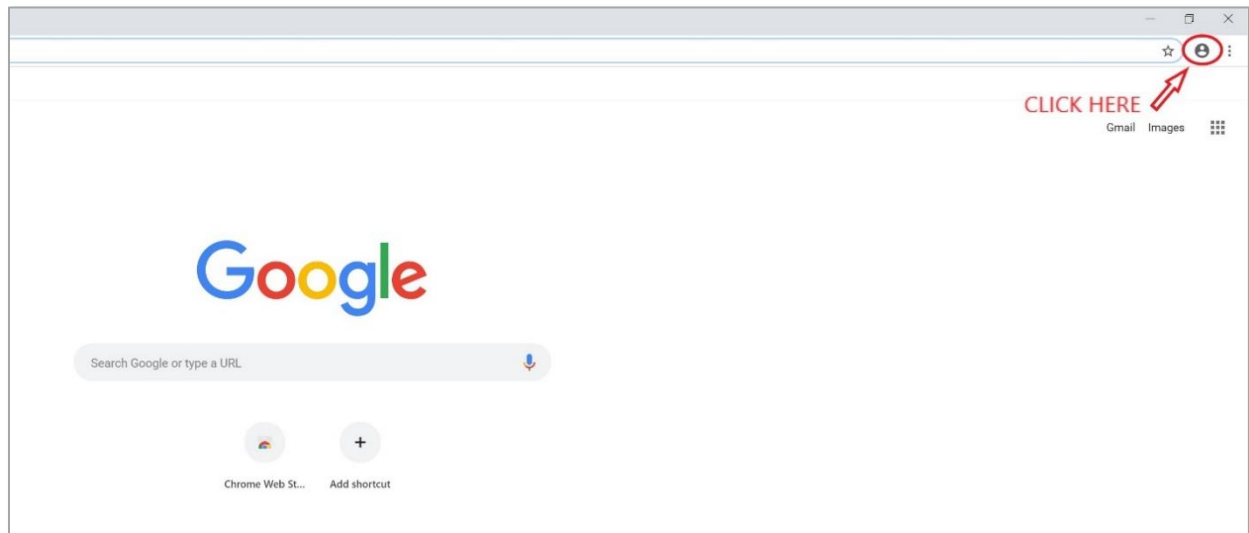 CLICK HERE
Gmail Images
Google
Search Google or type a URL
Chrome Web St... Add shortcut